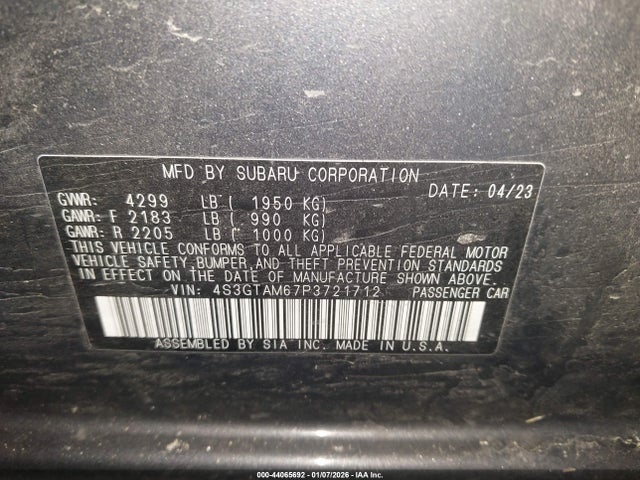 MFD BY SUBARU CORPORATION
DATE: 04/23
GVWR: 4299 LB ( 1950 KG)
GAWR: F 2183 LB ( 990 KG)
GAWR: R 2205 LB ( 1000 KG)
THIS VEHICLE CONFORMS TO ALL APPLICABLE FEDERAL MOTOR
VEHICLE SAFETY,BUMPER,AND THEFT PREVENTION STANDARDS
IN EFFECT ON THE DATE OF MANUFACTURE SHOWN ABOVE.
VIN: 4S3GTAM67P3721712 PASSENGER CAR
ASSEMBLED BY SIA INC. MADE IN U.S.A.
000-44065692 - 01/07/2026 - IAA Inc.